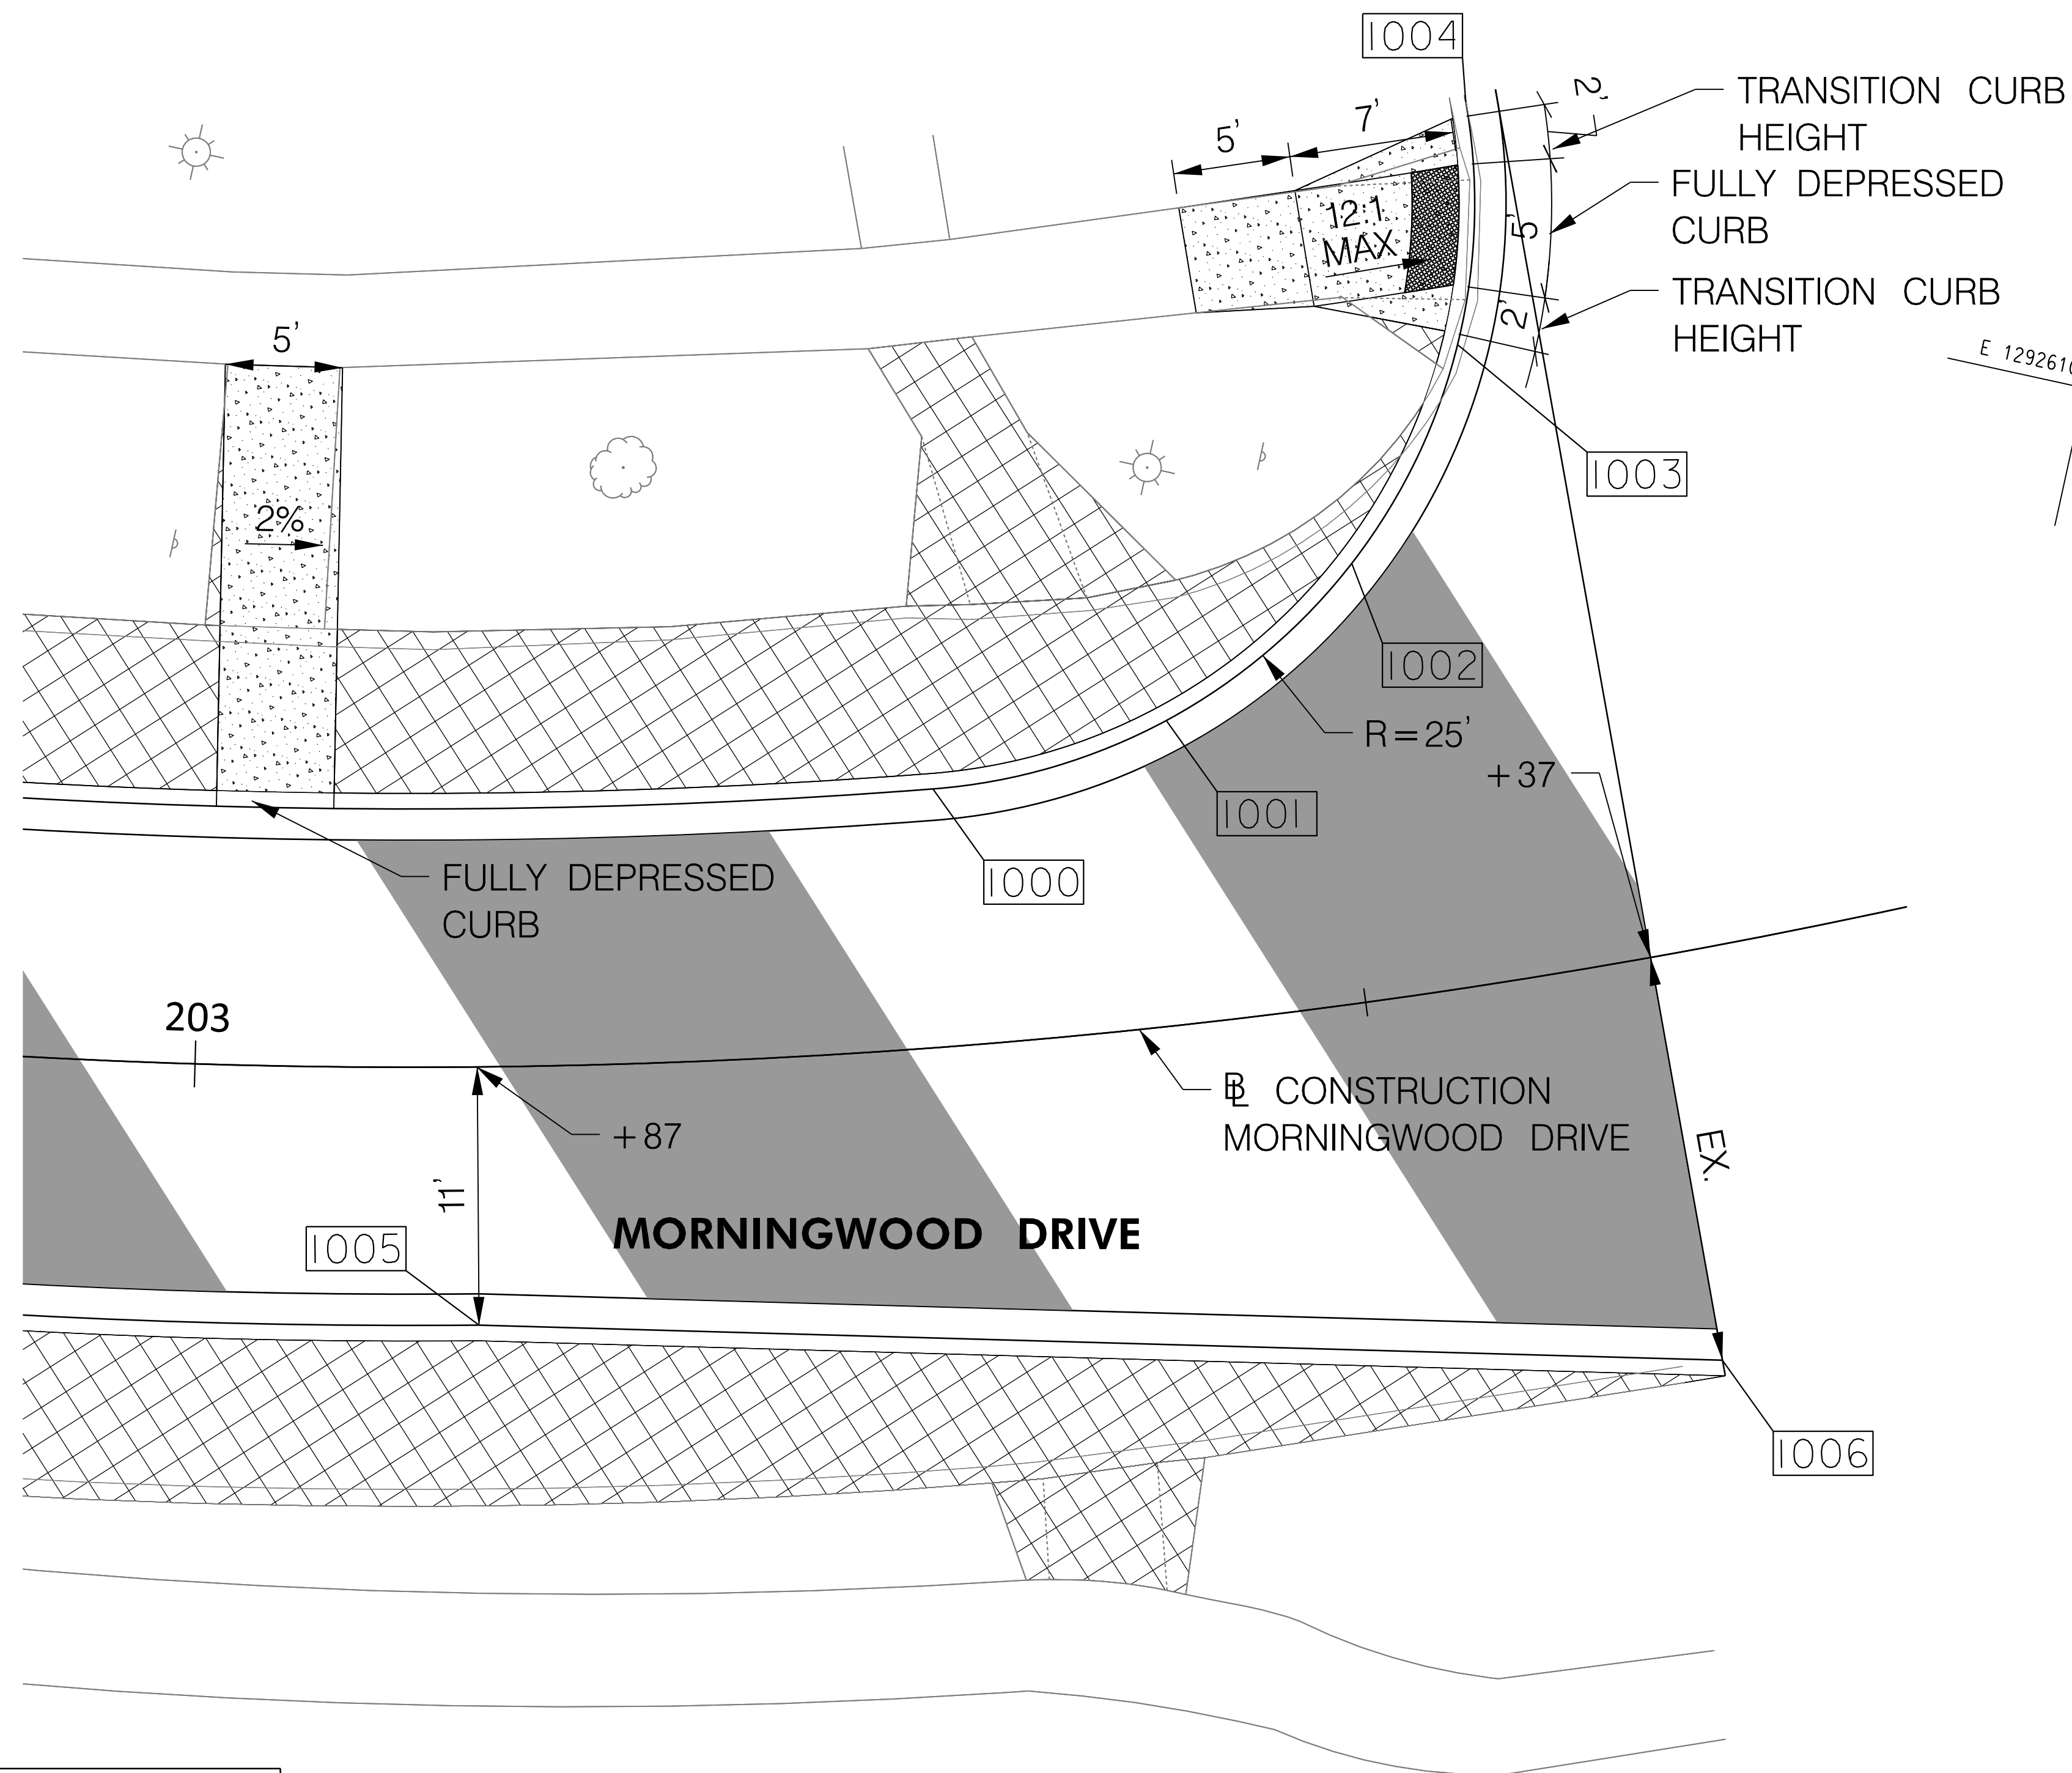 1004
TRANSITION CURB
HEIGHT
FULLY DEPRESSED
CURB
TRANSITION CURB
HEIGHT
2'
5'
2'
5'
7'
12:1
MAX
E 1292610
5'
2%
1003
1002
R=25'
+37
1001
1000
FULLY DEPRESSED
CURB
203
+87
BL CONSTRUCTION
MORNINGWOOD DRIVE
EX.
11'
MORNINGWOOD DRIVE
1005
1006